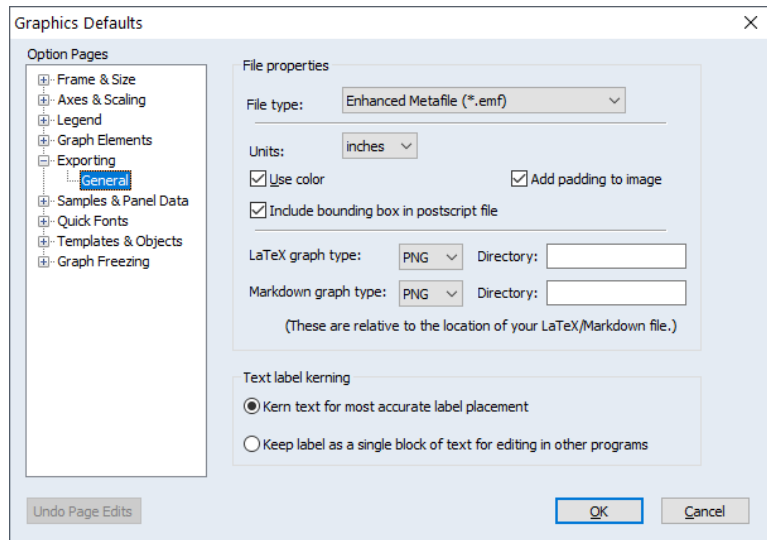 Graphics Defaults
Option Pages
Frame & Size
Axes & Scaling
Legend
Graph Elements
Exporting
General
Samples & Panel Data
Quick Fonts
Templates & Objects
Graph Freezing
File properties
File type: Enhanced Metafile (*.emf)
Units: inches
Use color Add padding to image
Include bounding box in postscript file
LaTeX graph type: PNG Directory:
Markdown graph type: PNG Directory:
(These are relative to the location of your LaTeX/Markdown file.)
Text label kerning
Kern text for most accurate label placement
Keep label as a single block of text for editing in other programs
Undo Page Edits OK Cancel